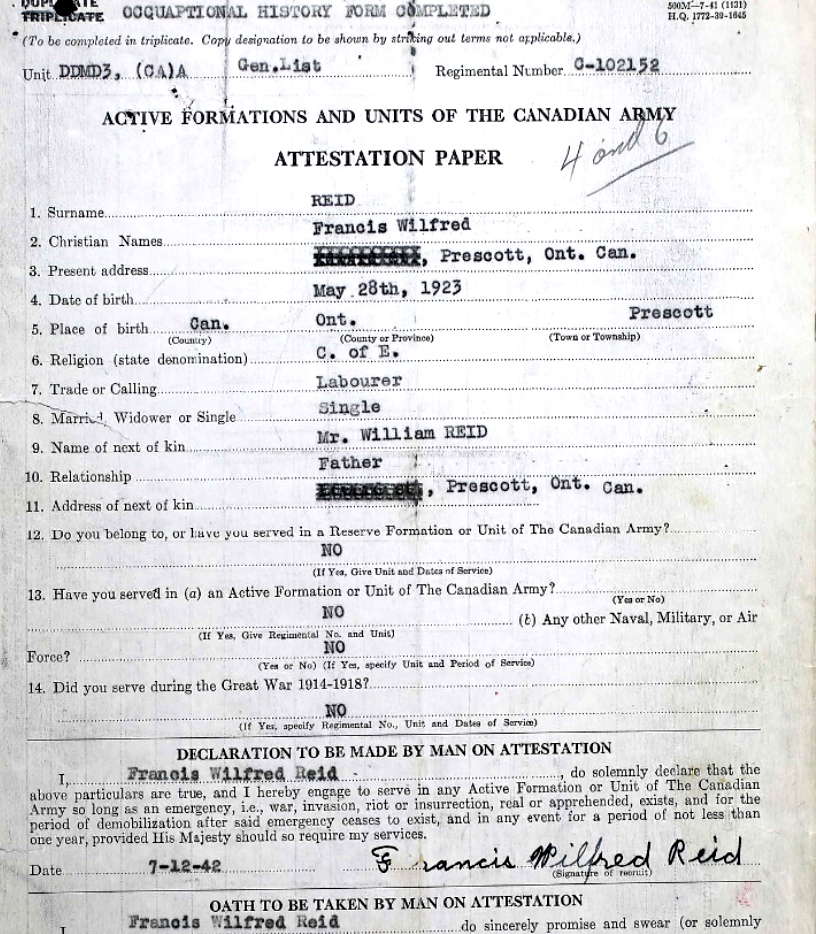 TRIPLICATE OCCUAPTIONAL HISTORY FORM COMPLETED
500M—7-41 (1131)
H.Q. 1772-39-1645
(To be completed in triplicate. Copy designation to be shown by striking out terms not applicable.)
Unit DDMD3, (CA)A Gen.List Regimental Number C-102152
ACTIVE FORMATIONS AND UNITS OF THE CANADIAN ARMY
ATTESTATION PAPER
4 and 6
1. Surname REID
2. Christian Names Francis Wilfred
3. Present address , Prescott, Ont. Can.
4. Date of birth May 28th, 1923
5. Place of birth Can. Ont. Prescott
(Country) (County or Province) (Town or Township)
6. Religion (state denomination) C. of E.
7. Trade or Calling Labourer
8. Married, Widower or Single Single
9. Name of next of kin Mr. William REID
10. Relationship Father
11. Address of next of kin , Prescott, Ont. Can.
12. Do you belong to, or have you served in a Reserve Formation or Unit of The Canadian Army?
NO
(If Yes, Give Unit and Dates of Service)
13. Have you served in (a) an Active Formation or Unit of The Canadian Army?
(Yes or No)
NO (b) Any other Naval, Military, or Air
(If Yes, Give Regimental No. and Unit)
Force? NO
(Yes or No) (If Yes, specify Unit and Period of Service)
14. Did you serve during the Great War 1914-1918?
NO
(If Yes, specify Regimental No., Unit and Dates of Service)
DECLARATION TO BE MADE BY MAN ON ATTESTATION
I, Francis Wilfred Reid - , do solemnly declare that the
above particulars are true, and I hereby engage to serve in any Active Formation or Unit of The Canadian
Army so long as an emergency, i.e., war, invasion, riot or insurrection, real or apprehended, exists, and for the
period of demobilization after said emergency ceases to exist, and in any event for a period of not less than
one year, provided His Majesty should so require my services.
Date 7-12-42 Francis Wilfred Reid
(Signature of recruit)
OATH TO BE TAKEN BY MAN ON ATTESTATION
I Francis Wilfred Reid do sincerely promise and swear (or solemnly